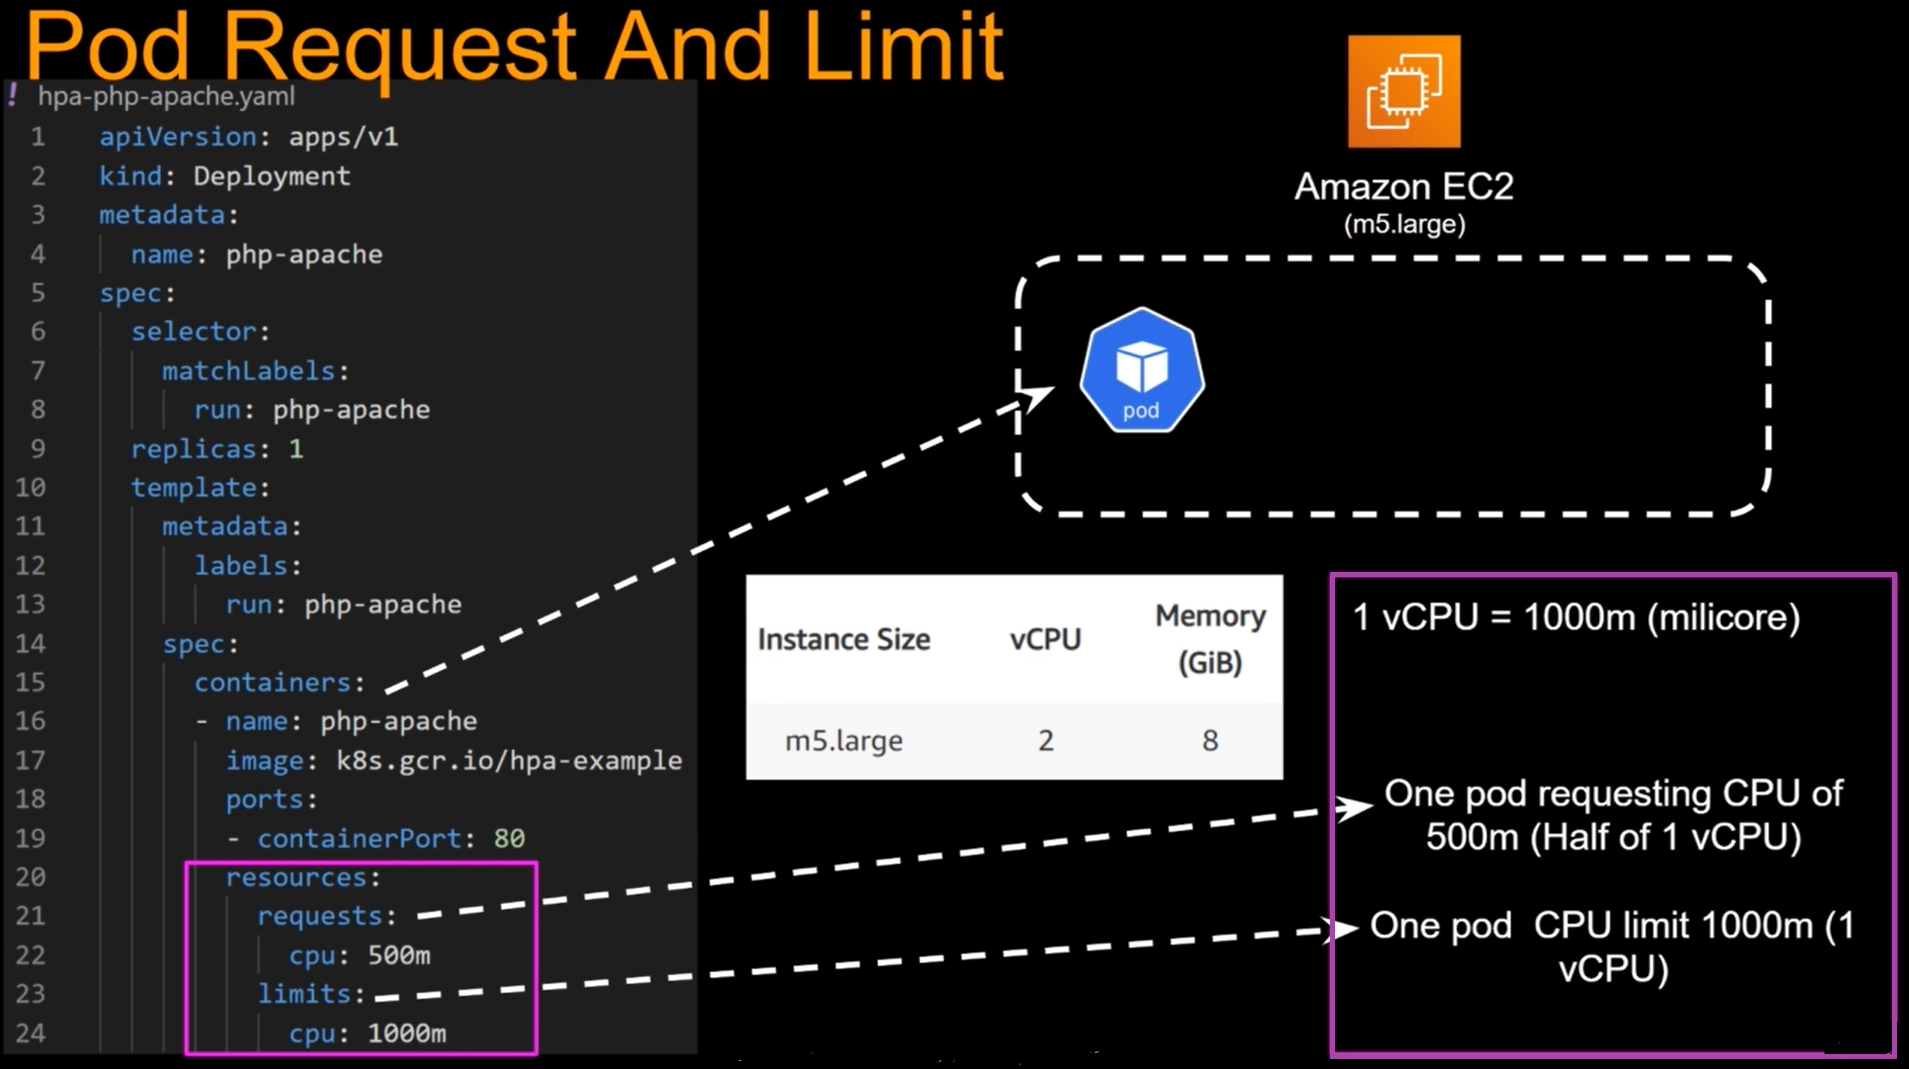 Pod Request And Limit
! hpa-php-apache.yaml
1 apiVersion: apps/v1
2 kind: Deployment
3 metadata:
4 name: php-apache
5 spec:
6 selector:
7 matchLabels:
8 run: php-apache
9 replicas: 1
10 template:
11 metadata:
12 labels:
13 run: php-apache
14 spec:
15 containers:
16 - name: php-apache
17 image: k8s.gcr.io/hpa-example
18 ports:
19 - containerPort: 80
20 resources:
21 requests:
22 cpu: 500m
23 limits:
24 cpu: 1000m
Amazon EC2
(m5.large)
pod
Instance Size vCPU Memory
(GiB)
m5.large 2 8
1 vCPU = 1000m (milicore)
One pod requesting CPU of
500m (Half of 1 vCPU)
One pod CPU limit 1000m (1
vCPU)